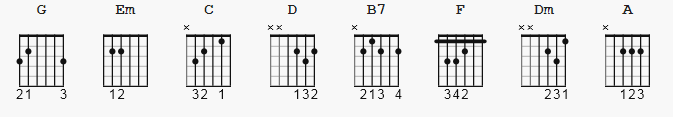 G Em C D B7 F Dm A
× ×× × ×× ×
21 3 12 32 1 132 213 4 342 231 123